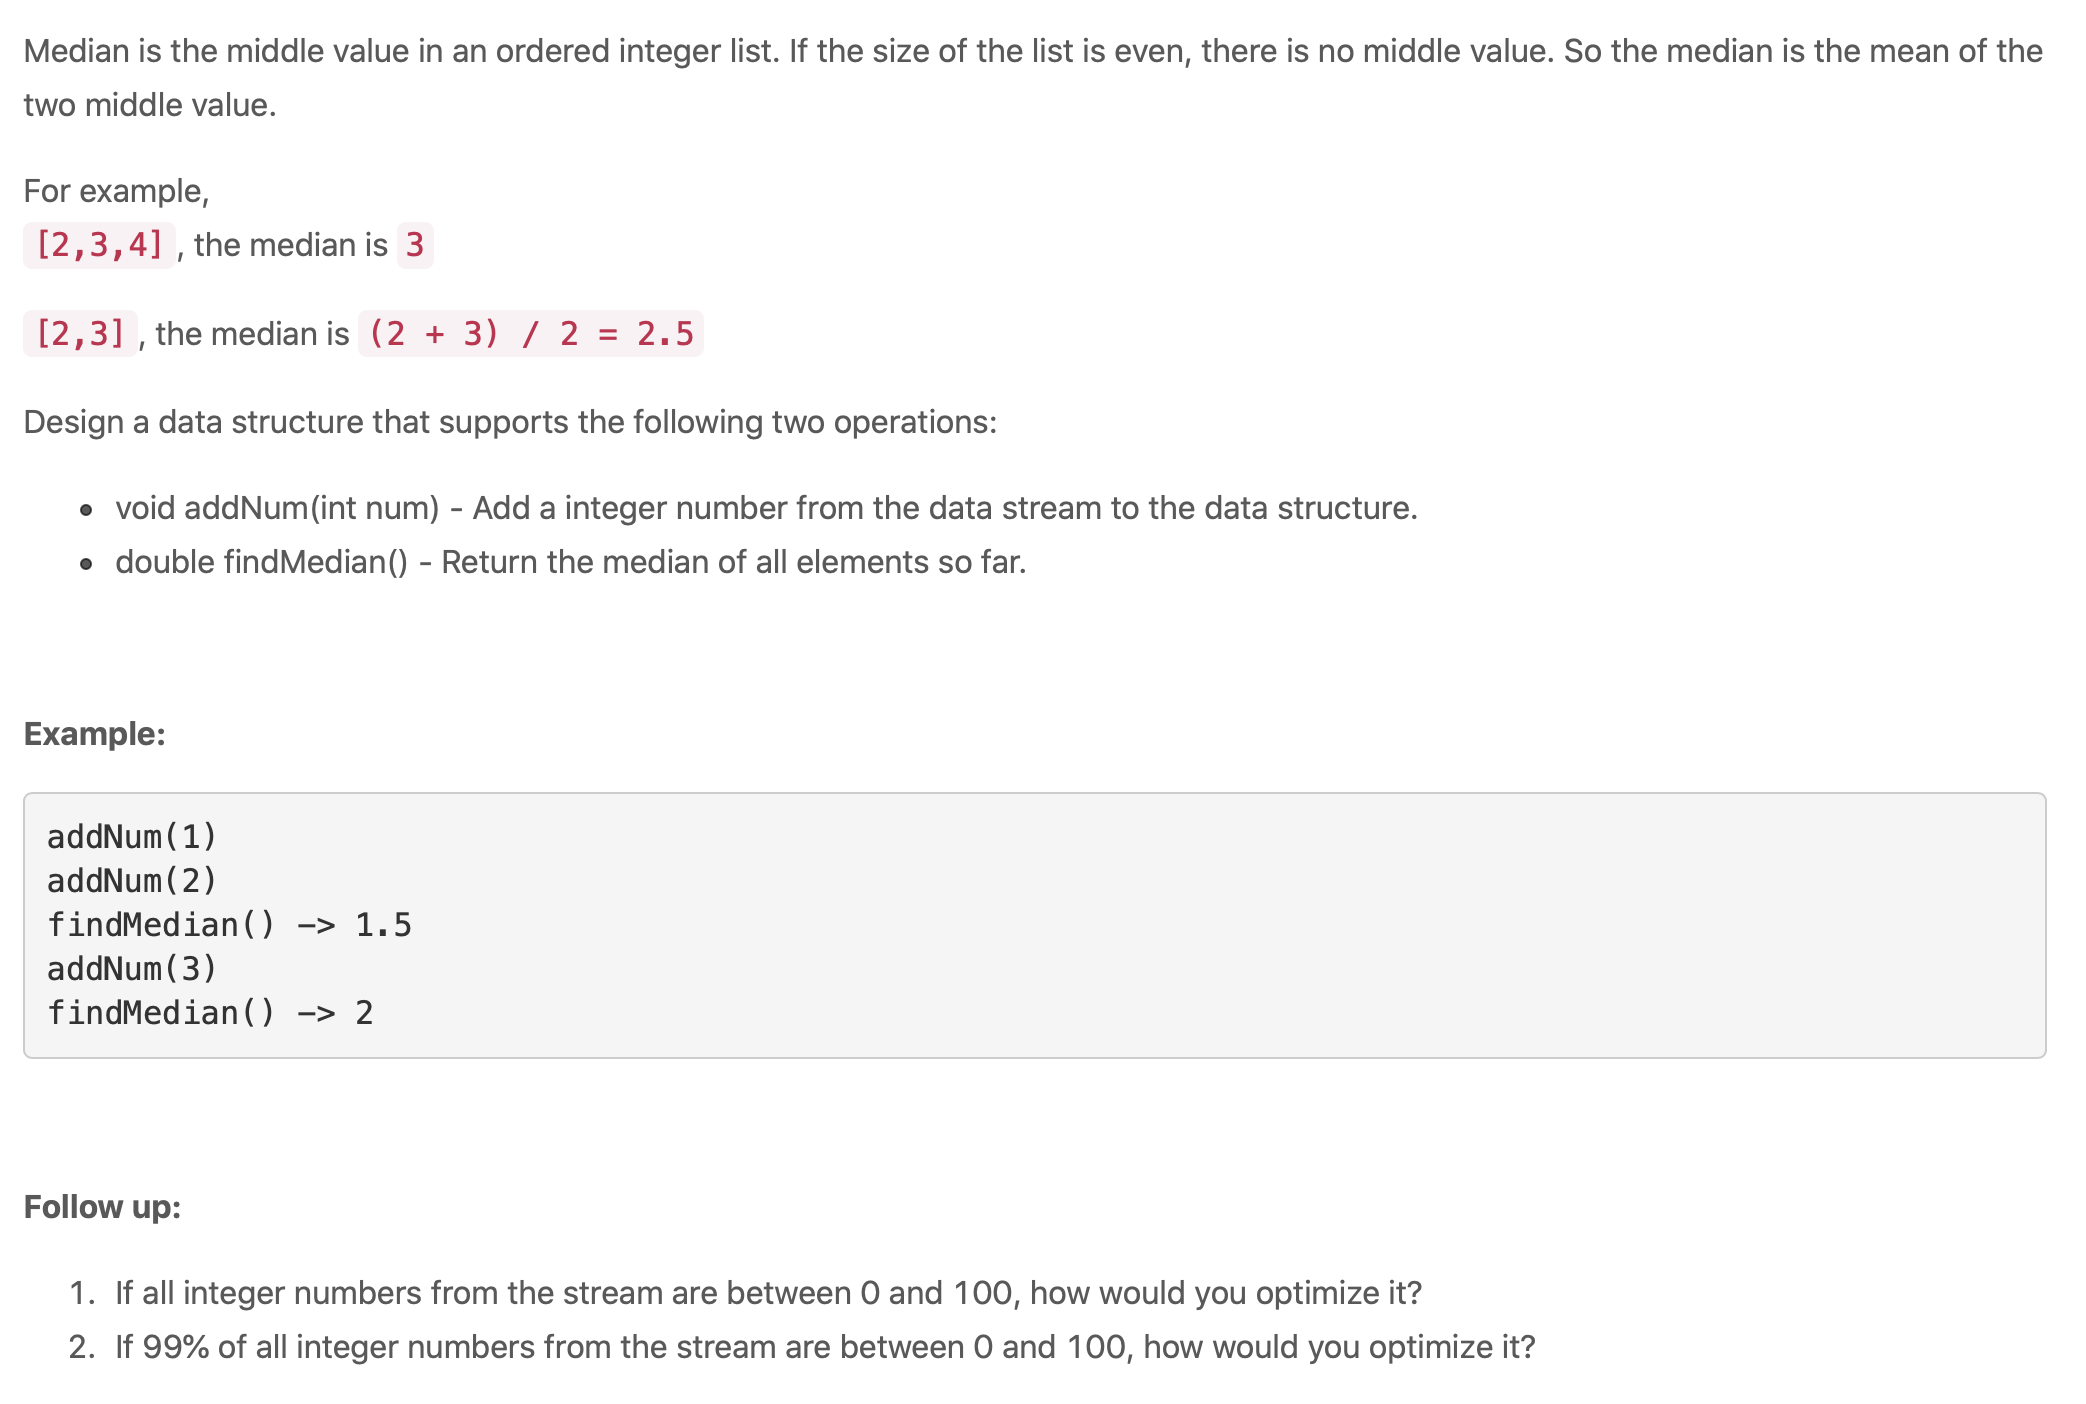 Median is the middle value in an ordered integer list. If the size of the list is even, there is no middle value. So the median is the mean of the
two middle value.
For example,
[2,3,4] , the median is 3
[2,3] , the median is (2 + 3) / 2 = 2.5
Design a data structure that supports the following two operations:
• void addNum(int num) - Add a integer number from the data stream to the data structure.
• double findMedian() - Return the median of all elements so far.
Example:
addNum(1)
addNum(2)
findMedian() -> 1.5
addNum(3)
findMedian() -> 2
Follow up:
1. If all integer numbers from the stream are between 0 and 100, how would you optimize it?
2. If 99% of all integer numbers from the stream are between 0 and 100, how would you optimize it?